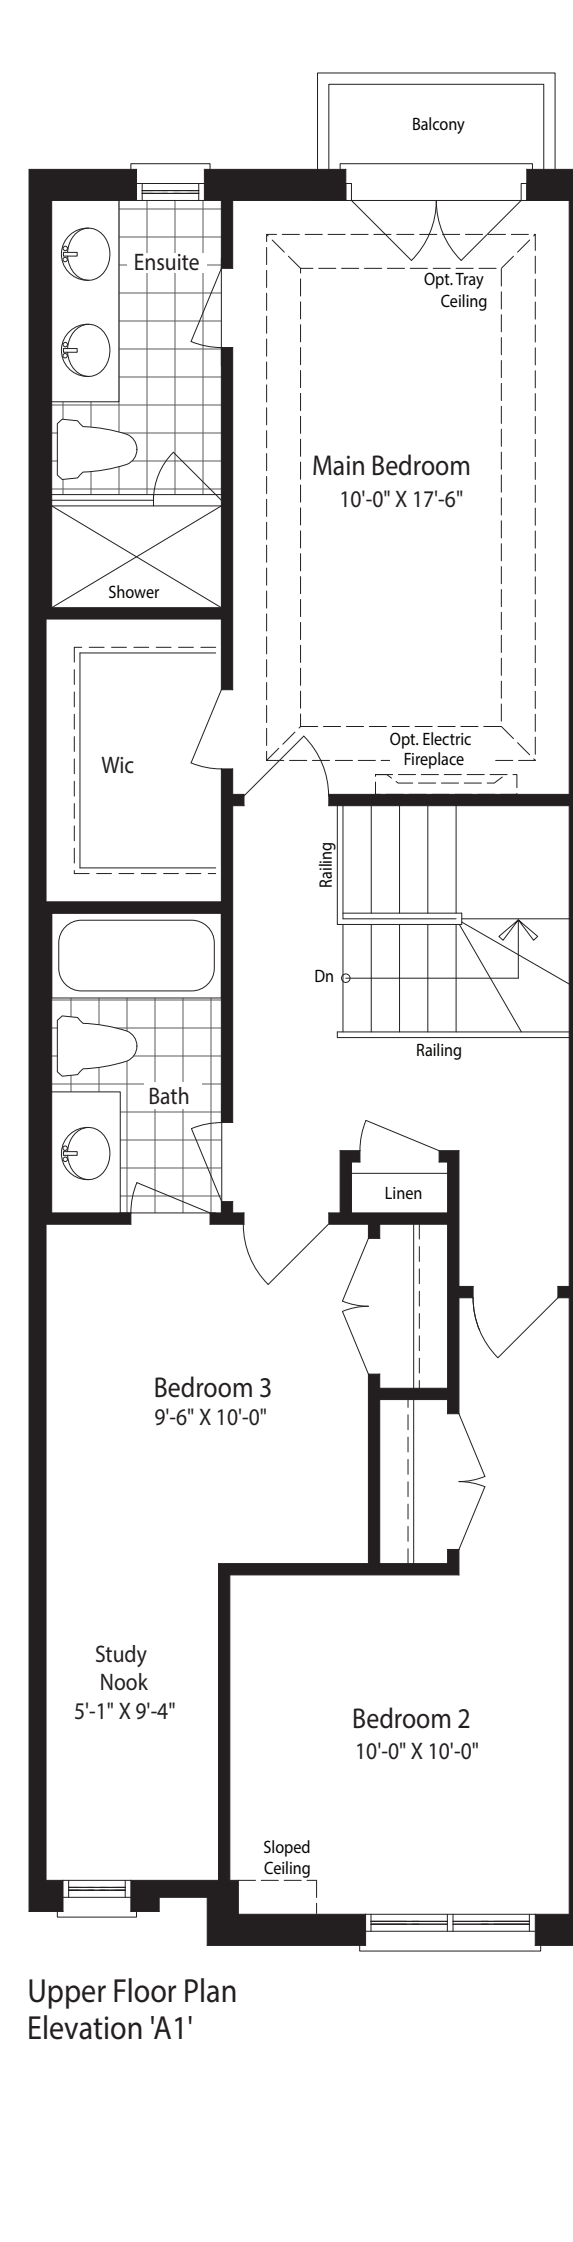 Balcony
Ensuite
Opt. Tray
Ceiling
Main Bedroom
10'-0" X 17'-6"
Shower
Opt. Electric
Fireplace
Wic
Railing
Dn
Railing
Bath
Linen
Bedroom 3
9'-6" X 10'-0"
Study
Nook
5'-1" X 9'-4"
Bedroom 2
10'-0" X 10'-0"
Sloped
Ceiling
Upper Floor Plan
Elevation 'A1'